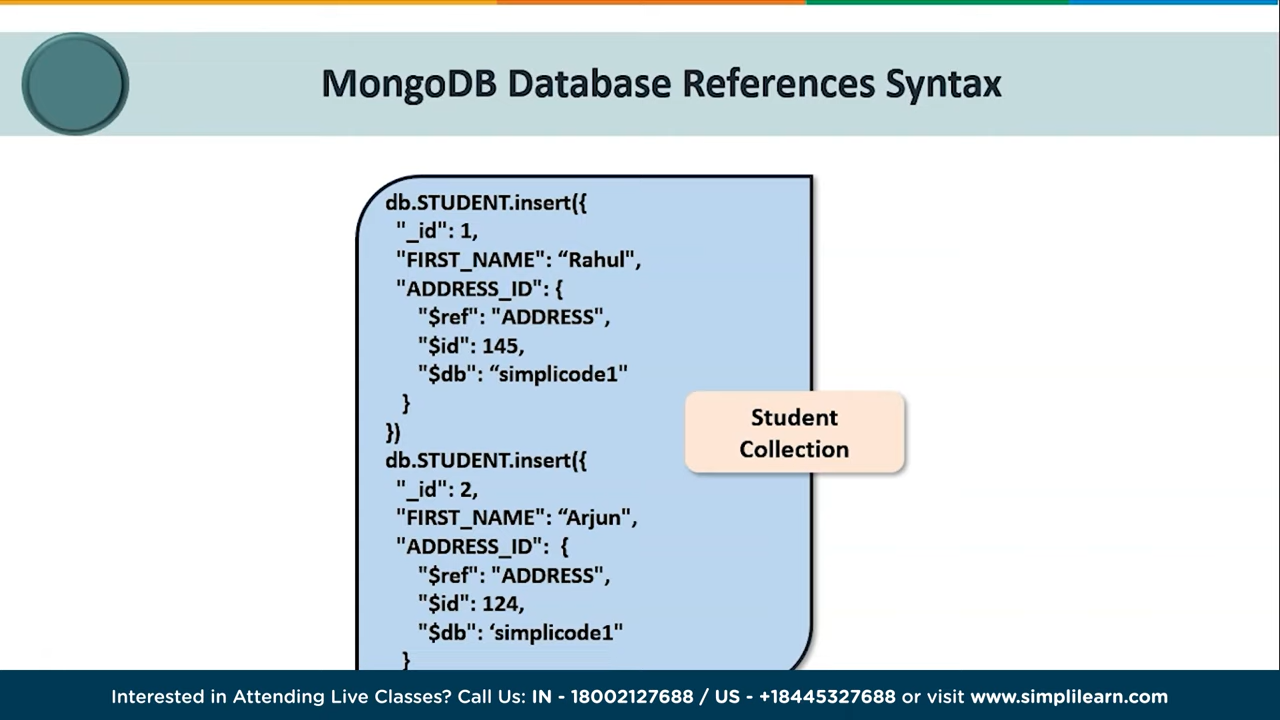 MongoDB Database References Syntax
db.STUDENT.insert({
"_id": 1,
"FIRST_NAME": “Rahul",
"ADDRESS_ID": {
"$ref": "ADDRESS",
"$id": 145,
"$db": “simplicode1"
}
})
db.STUDENT.insert({
"_id": 2,
"FIRST_NAME": “Arjun",
"ADDRESS_ID":  {
"$ref": "ADDRESS",
"$id": 124,
"$db": ‘simplicode1"
}
Student
Collection
Interested in Attending Live Classes? Call Us: IN - 18002127688 / US - +18445327688 or visit www.simplilearn.com